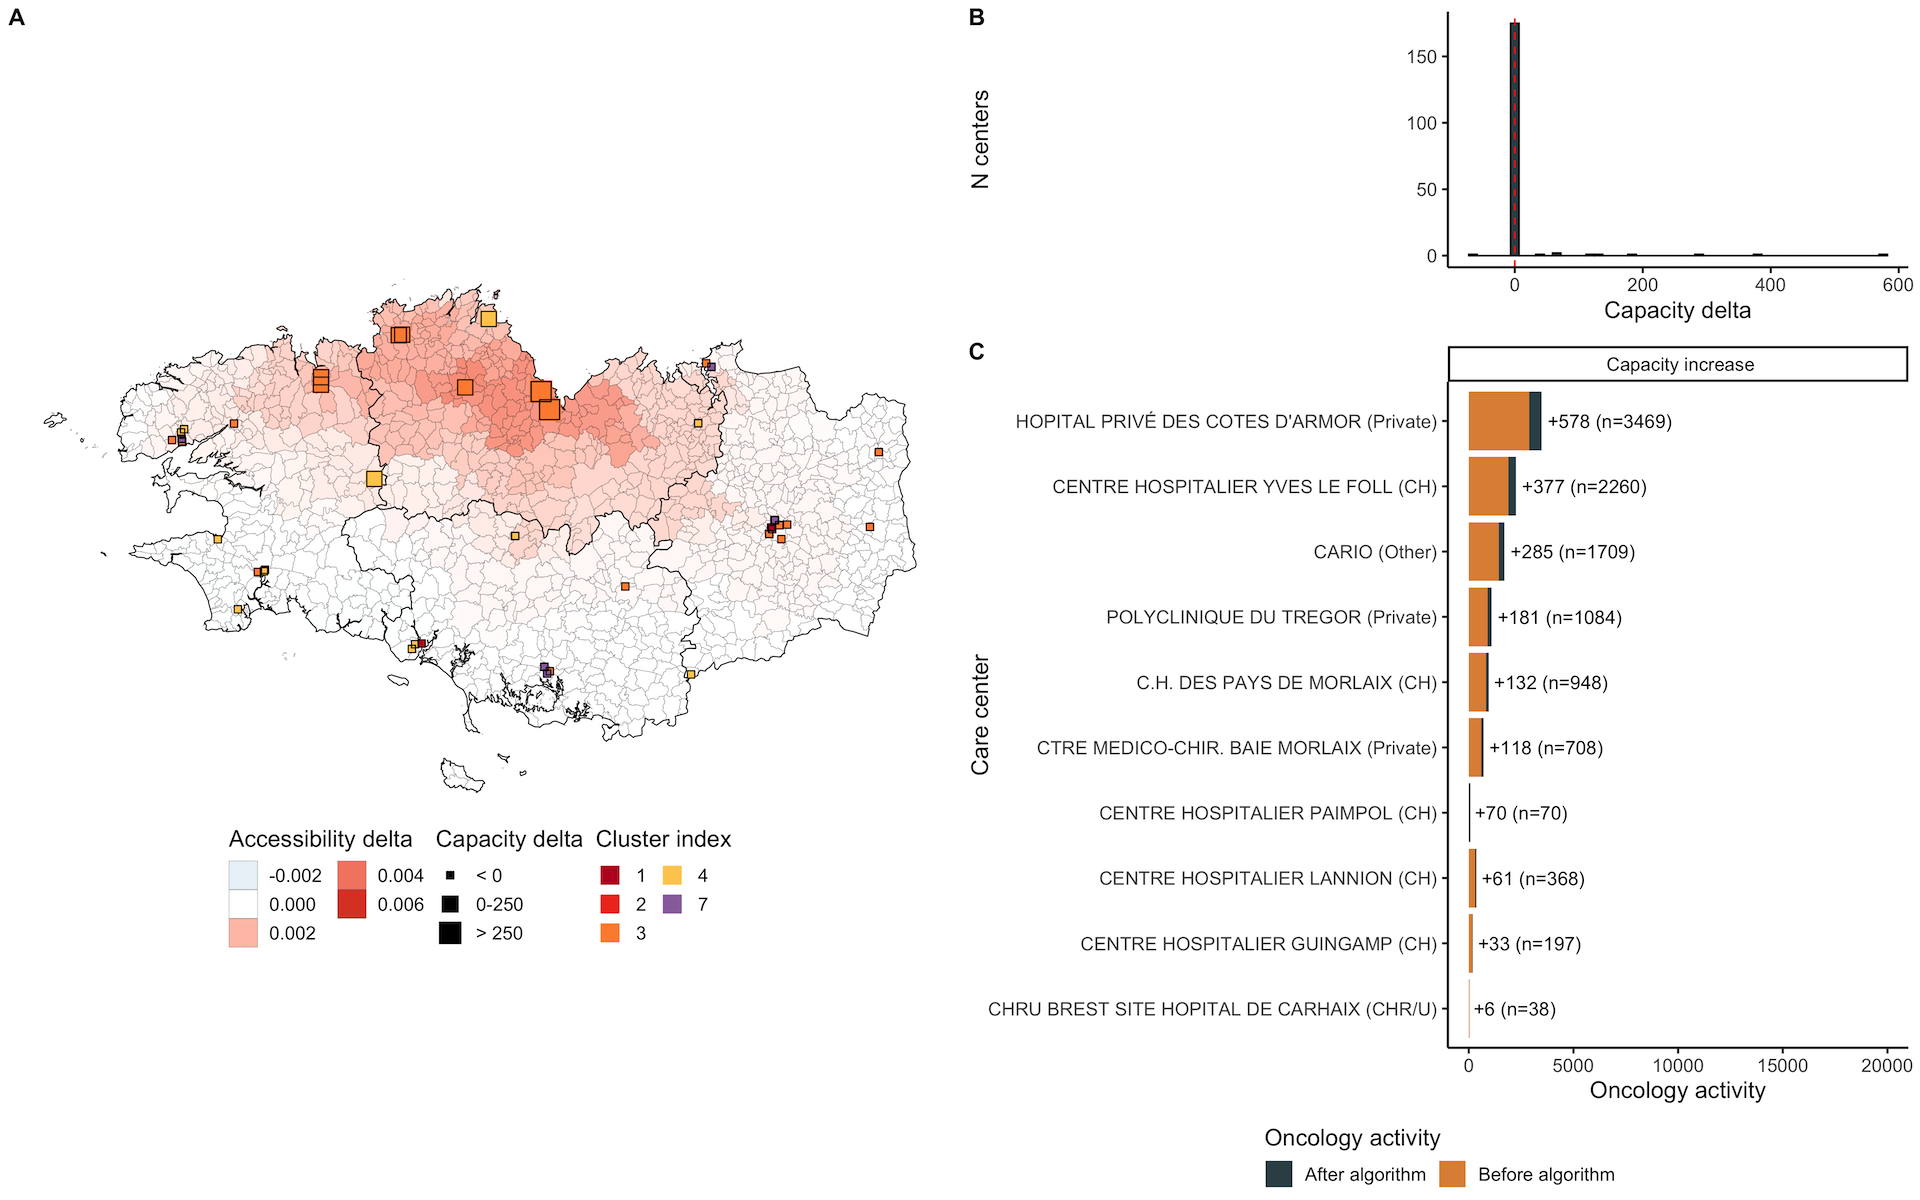 A
Accessibility delta
-0.002
0.000
0.002
0.004
0.006
Capacity delta
< 0
0-250
> 250
Cluster index
1
2
3
4
7
B
N centers
150
100
50
0
0 200 400 600
Capacity delta
C
Capacity increase
Care center
HOPITAL PRIVÉ DES COTES D'ARMOR (Private) +578 (n=3469)
CENTRE HOSPITALIER YVES LE FOLL (CH) +377 (n=2260)
CARIO (Other) +285 (n=1709)
POLYCLINIQUE DU TREGOR (Private) +181 (n=1084)
C.H. DES PAYS DE MORLAIX (CH) +132 (n=948)
CTRE MEDICO-CHIR. BAIE MORLAIX (Private) +118 (n=708)
CENTRE HOSPITALIER PAIMPOL (CH) +70 (n=70)
CENTRE HOSPITALIER LANNION (CH) +61 (n=368)
CENTRE HOSPITALIER GUINGAMP (CH) +33 (n=197)
CHRU BREST SITE HOPITAL DE CARHAIX (CHR/U) +6 (n=38)
0 5000 10000 15000 20000
Oncology activity
Oncology activity
After algorithm
Before algorithm